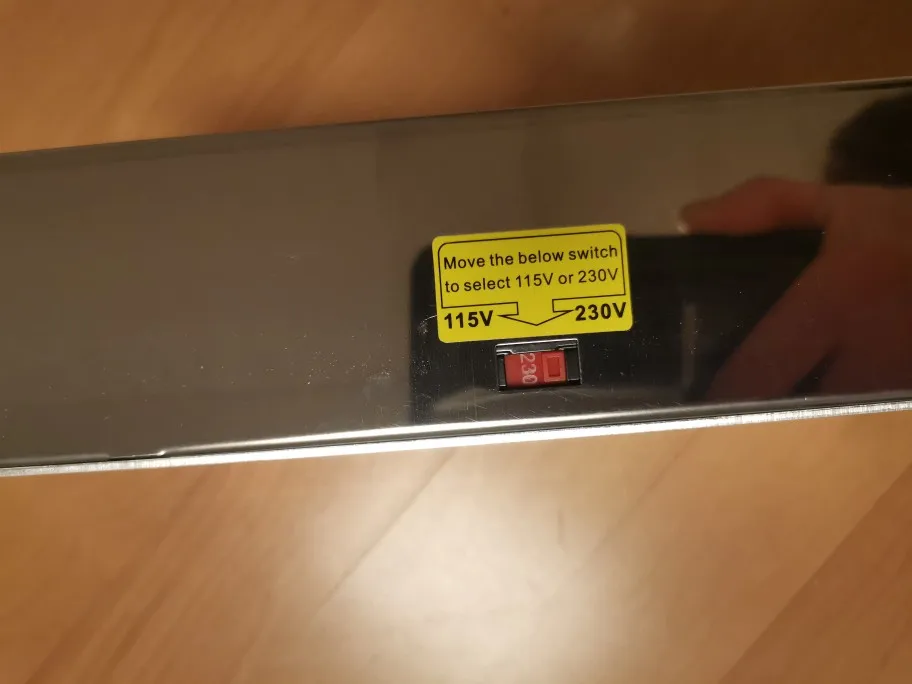 Move the below switch
to select 115V or 230V
115V 230V
230